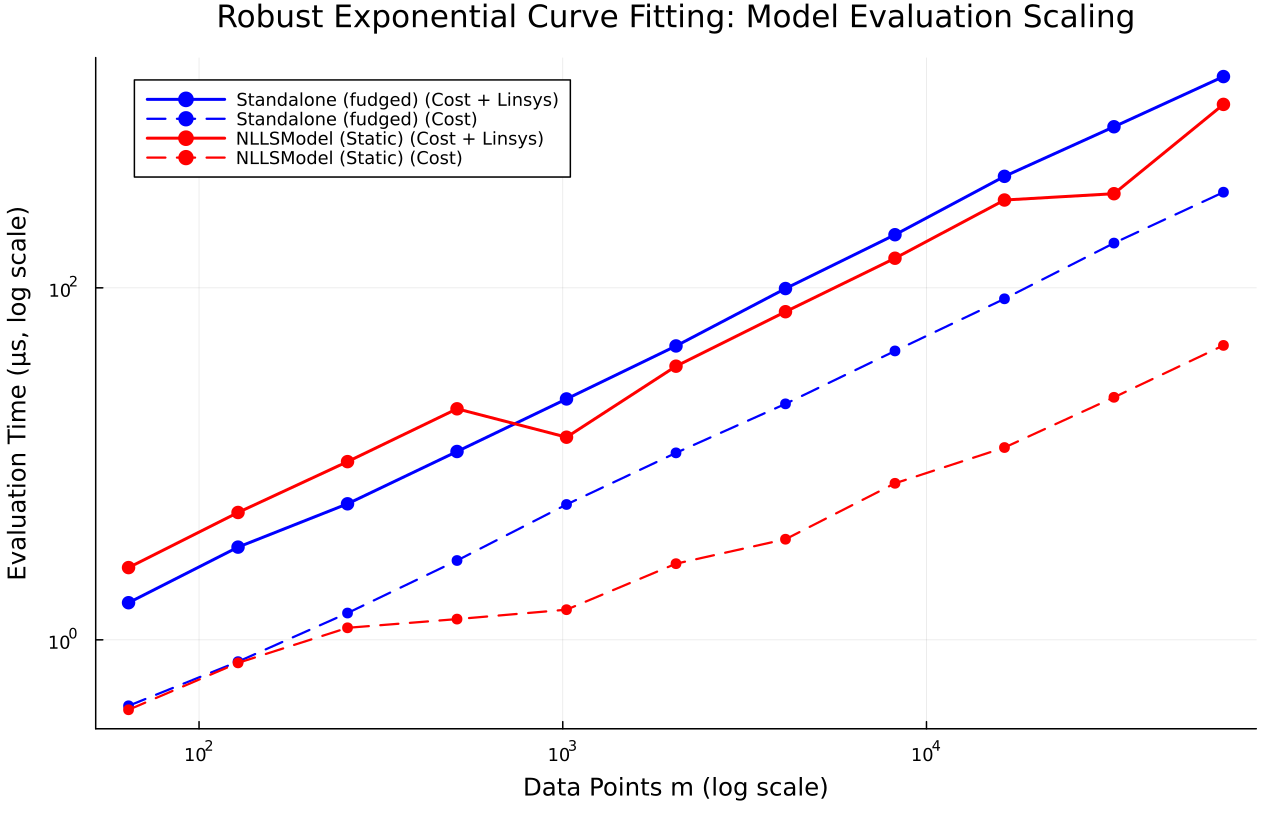 Robust Exponential Curve Fitting: Model Evaluation Scaling
Standalone (fudged) (Cost + Linsys)
Standalone (fudged) (Cost)
NLLSModel (Static) (Cost + Linsys)
NLLSModel (Static) (Cost)
Evaluation Time (μs, log scale)
10²
10⁰
10² 10³ 10⁴
Data Points m (log scale)